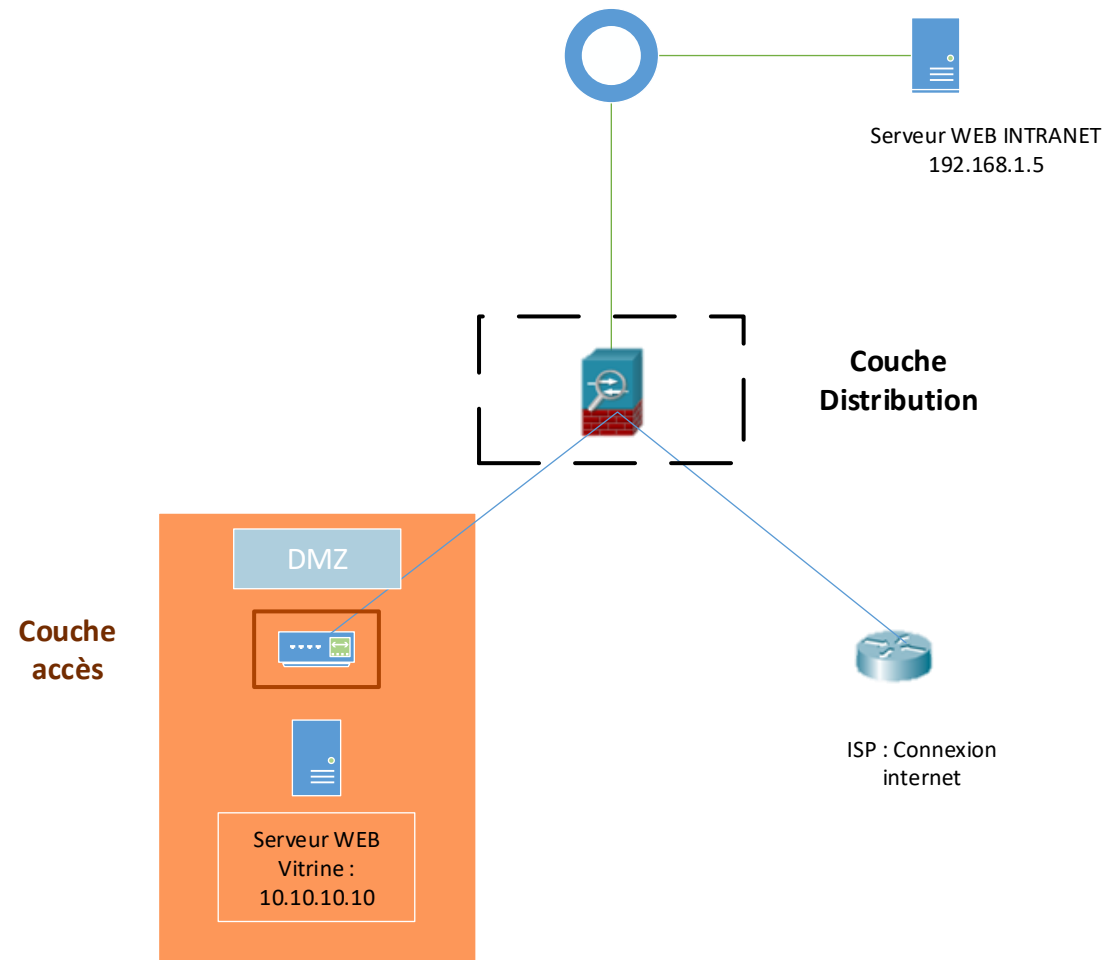 Serveur WEB INTRANET
192.168.1.5
Couche
Distribution
DMZ
Couche
accès
ISP : Connexion
internet
Serveur WEB
Vitrine :
10.10.10.10